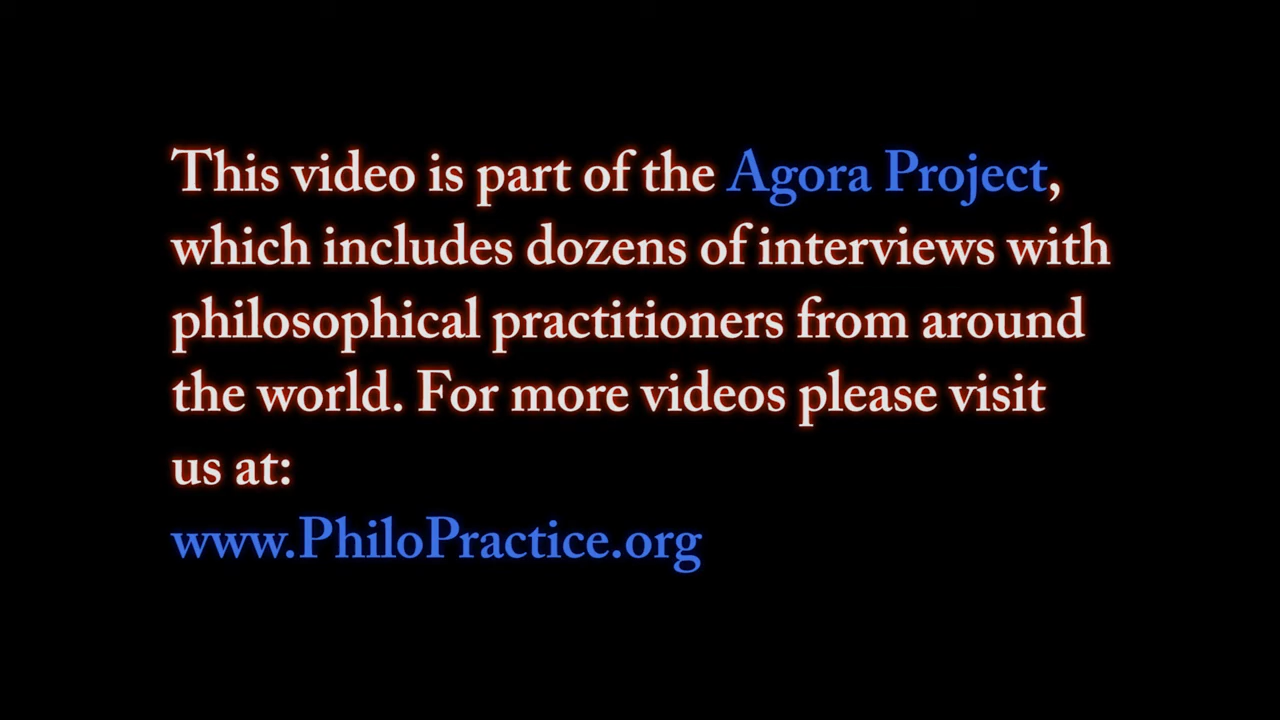 This video is part of the Agora Project,
which includes dozens of interviews with
philosophical practitioners from around
the world. For more videos please visit
us at:
www.PhiloPractice.org